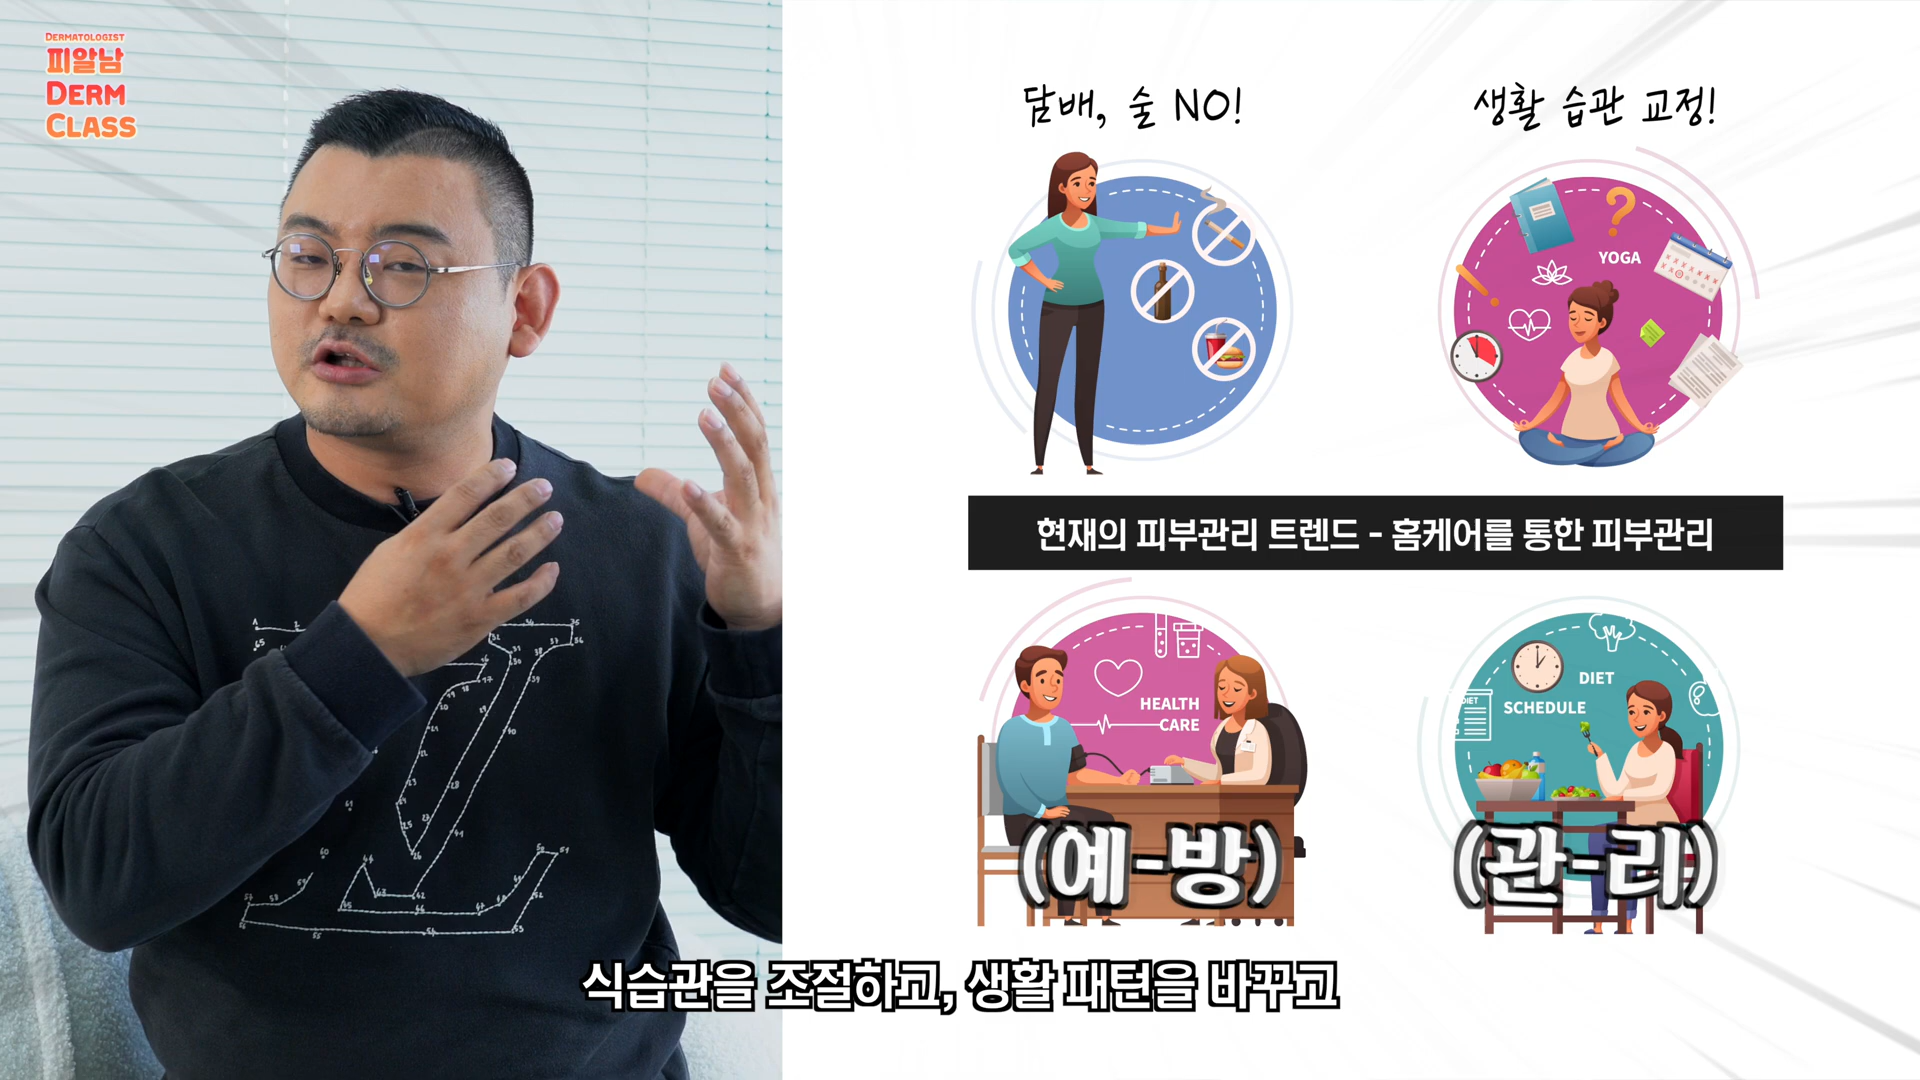 DERMATOLOGIST
피알남
DERM
CLASS
담배, 술 NO!
생활 습관 교정!
YOGA
현재의 피부관리 트렌드 - 홈케어를 통한 피부관리
HEALTH
CARE
DIET
DIET
SCHEDULE
(예-방)
(관-리)
식습관을 조절하고, 생활 패턴을 바꾸고